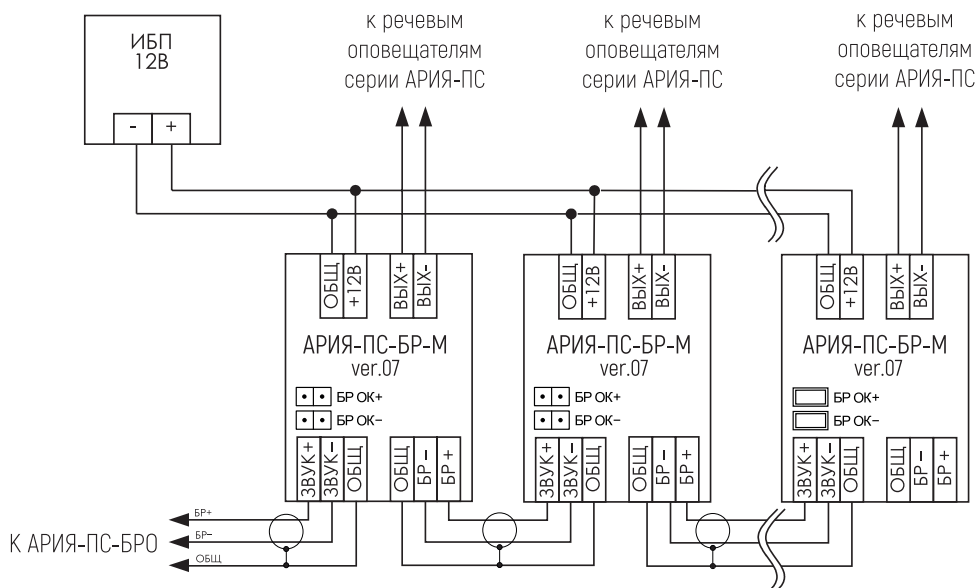 ИБП
12В
- +
к речевым
оповещателям
серии АРИЯ-ПС
к речевым
оповещателям
серии АРИЯ-ПС
к речевым
оповещателям
серии АРИЯ-ПС
ОБЩ
+12В
ВЫХ+
ВЫХ-
АРИЯ-ПС-БР-М
ver.07
БР ОК+
БР ОК-
ЗВУК+
ЗВУК-
ОБЩ
ОБЩ
БР -
БР +
ОБЩ
+12В
ВЫХ+
ВЫХ-
АРИЯ-ПС-БР-М
ver.07
БР ОК+
БР ОК-
ЗВУК+
ЗВУК-
ОБЩ
ОБЩ
БР -
БР +
ОБЩ
+12В
ВЫХ+
ВЫХ-
АРИЯ-ПС-БР-М
ver.07
БР ОК+
БР ОК-
ЗВУК+
ЗВУК-
ОБЩ
ОБЩ
БР -
БР +
К АРИЯ-ПС-БРО
БР+
БР-
ОБЩ